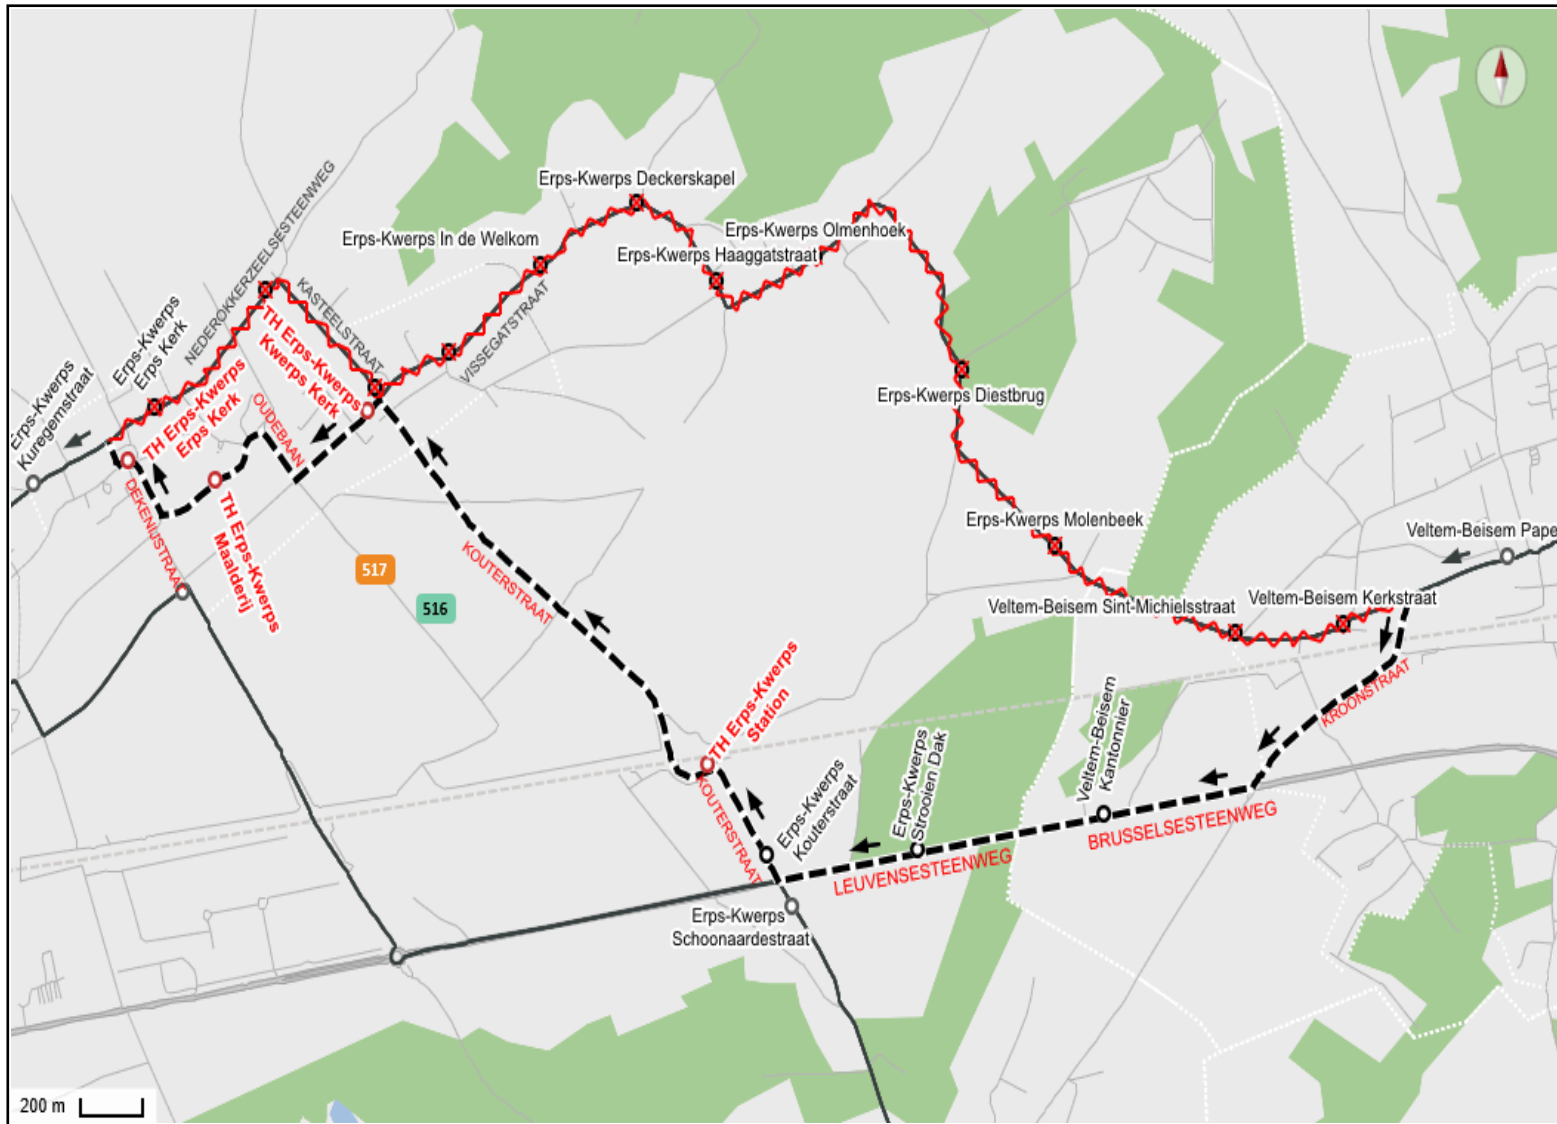 Erps-Kwerps Deckerskapel
Erps-Kwerps Olmenhoek
Erps-Kwerps In de Welkom
Erps-Kwerps Haaggatstraat
NEDEROKKERZEELSESTEENWEG
KASTEELSTRAAT
VISSEGATSTRAAT
Erps-Kwerps
Erps Kerk
TH Erps-Kwerps
Kwerps Kerk
Erps-Kwerps
Kuregemstraat
TH Erps-Kwerps
Erps Kerk
OUDEBAAN
Erps-Kwerps Diestbrug
DEKENIJSTRAAT
TH Erps-Kwerps
Maalderij
517
516
KOUTERSTRAAT
Erps-Kwerps Molenbeek
Veltem-Beisem Pape
Veltem-Beisem Sint-Michielsstraat
Veltem-Beisem Kerkstraat
KROONSTRAAT
TH Erps-Kwerps
Station
KOUTERSTRAAT
Erps-Kwerps
Kouterstraat
Erps-Kwerps
Strooien Dak
Veltem-Beisem
Kantonnier
BRUSSELSESTEENWEG
LEUVENSESTEENWEG
Erps-Kwerps
Schoonaardestraat
200 m